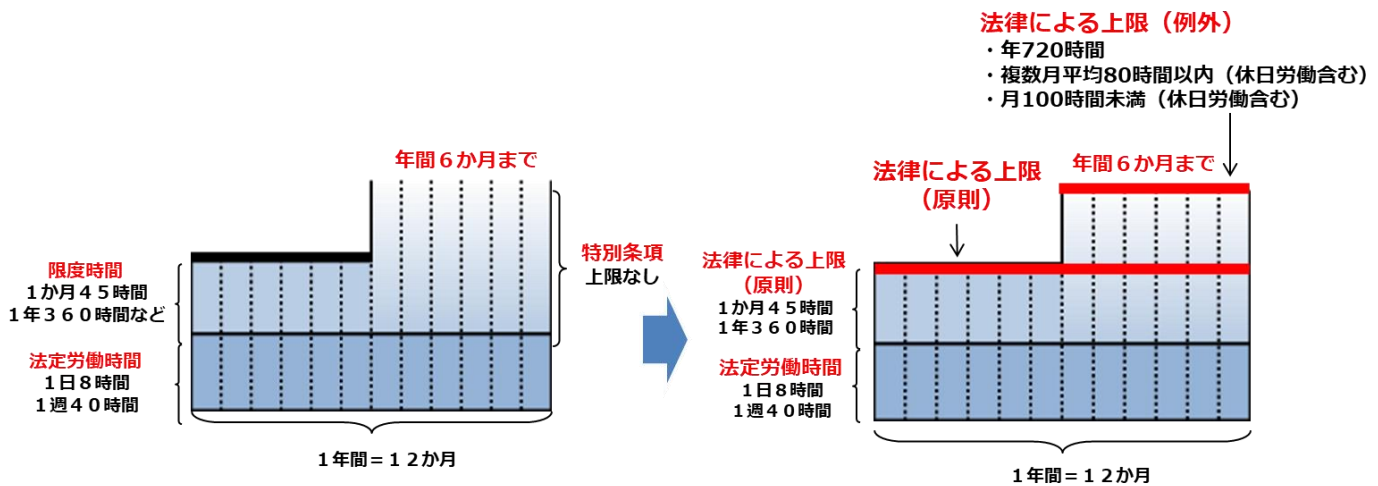 年間６か月まで
特別条項
上限なし
限度時間
１か月４５時間
１年３６０時間など
法定労働時間
１日８時間
１週４０時間
１年間＝１２か月
法律による上限（例外）
・年720時間
・複数月平均80時間以内（休日労働含む）
・月100時間未満（休日労働含む）
年間６か月まで
法律による上限
（原則）
法律による上限
（原則）
１か月４５時間
１年３６０時間
法定労働時間
１日８時間
１週４０時間
１年間＝１２か月